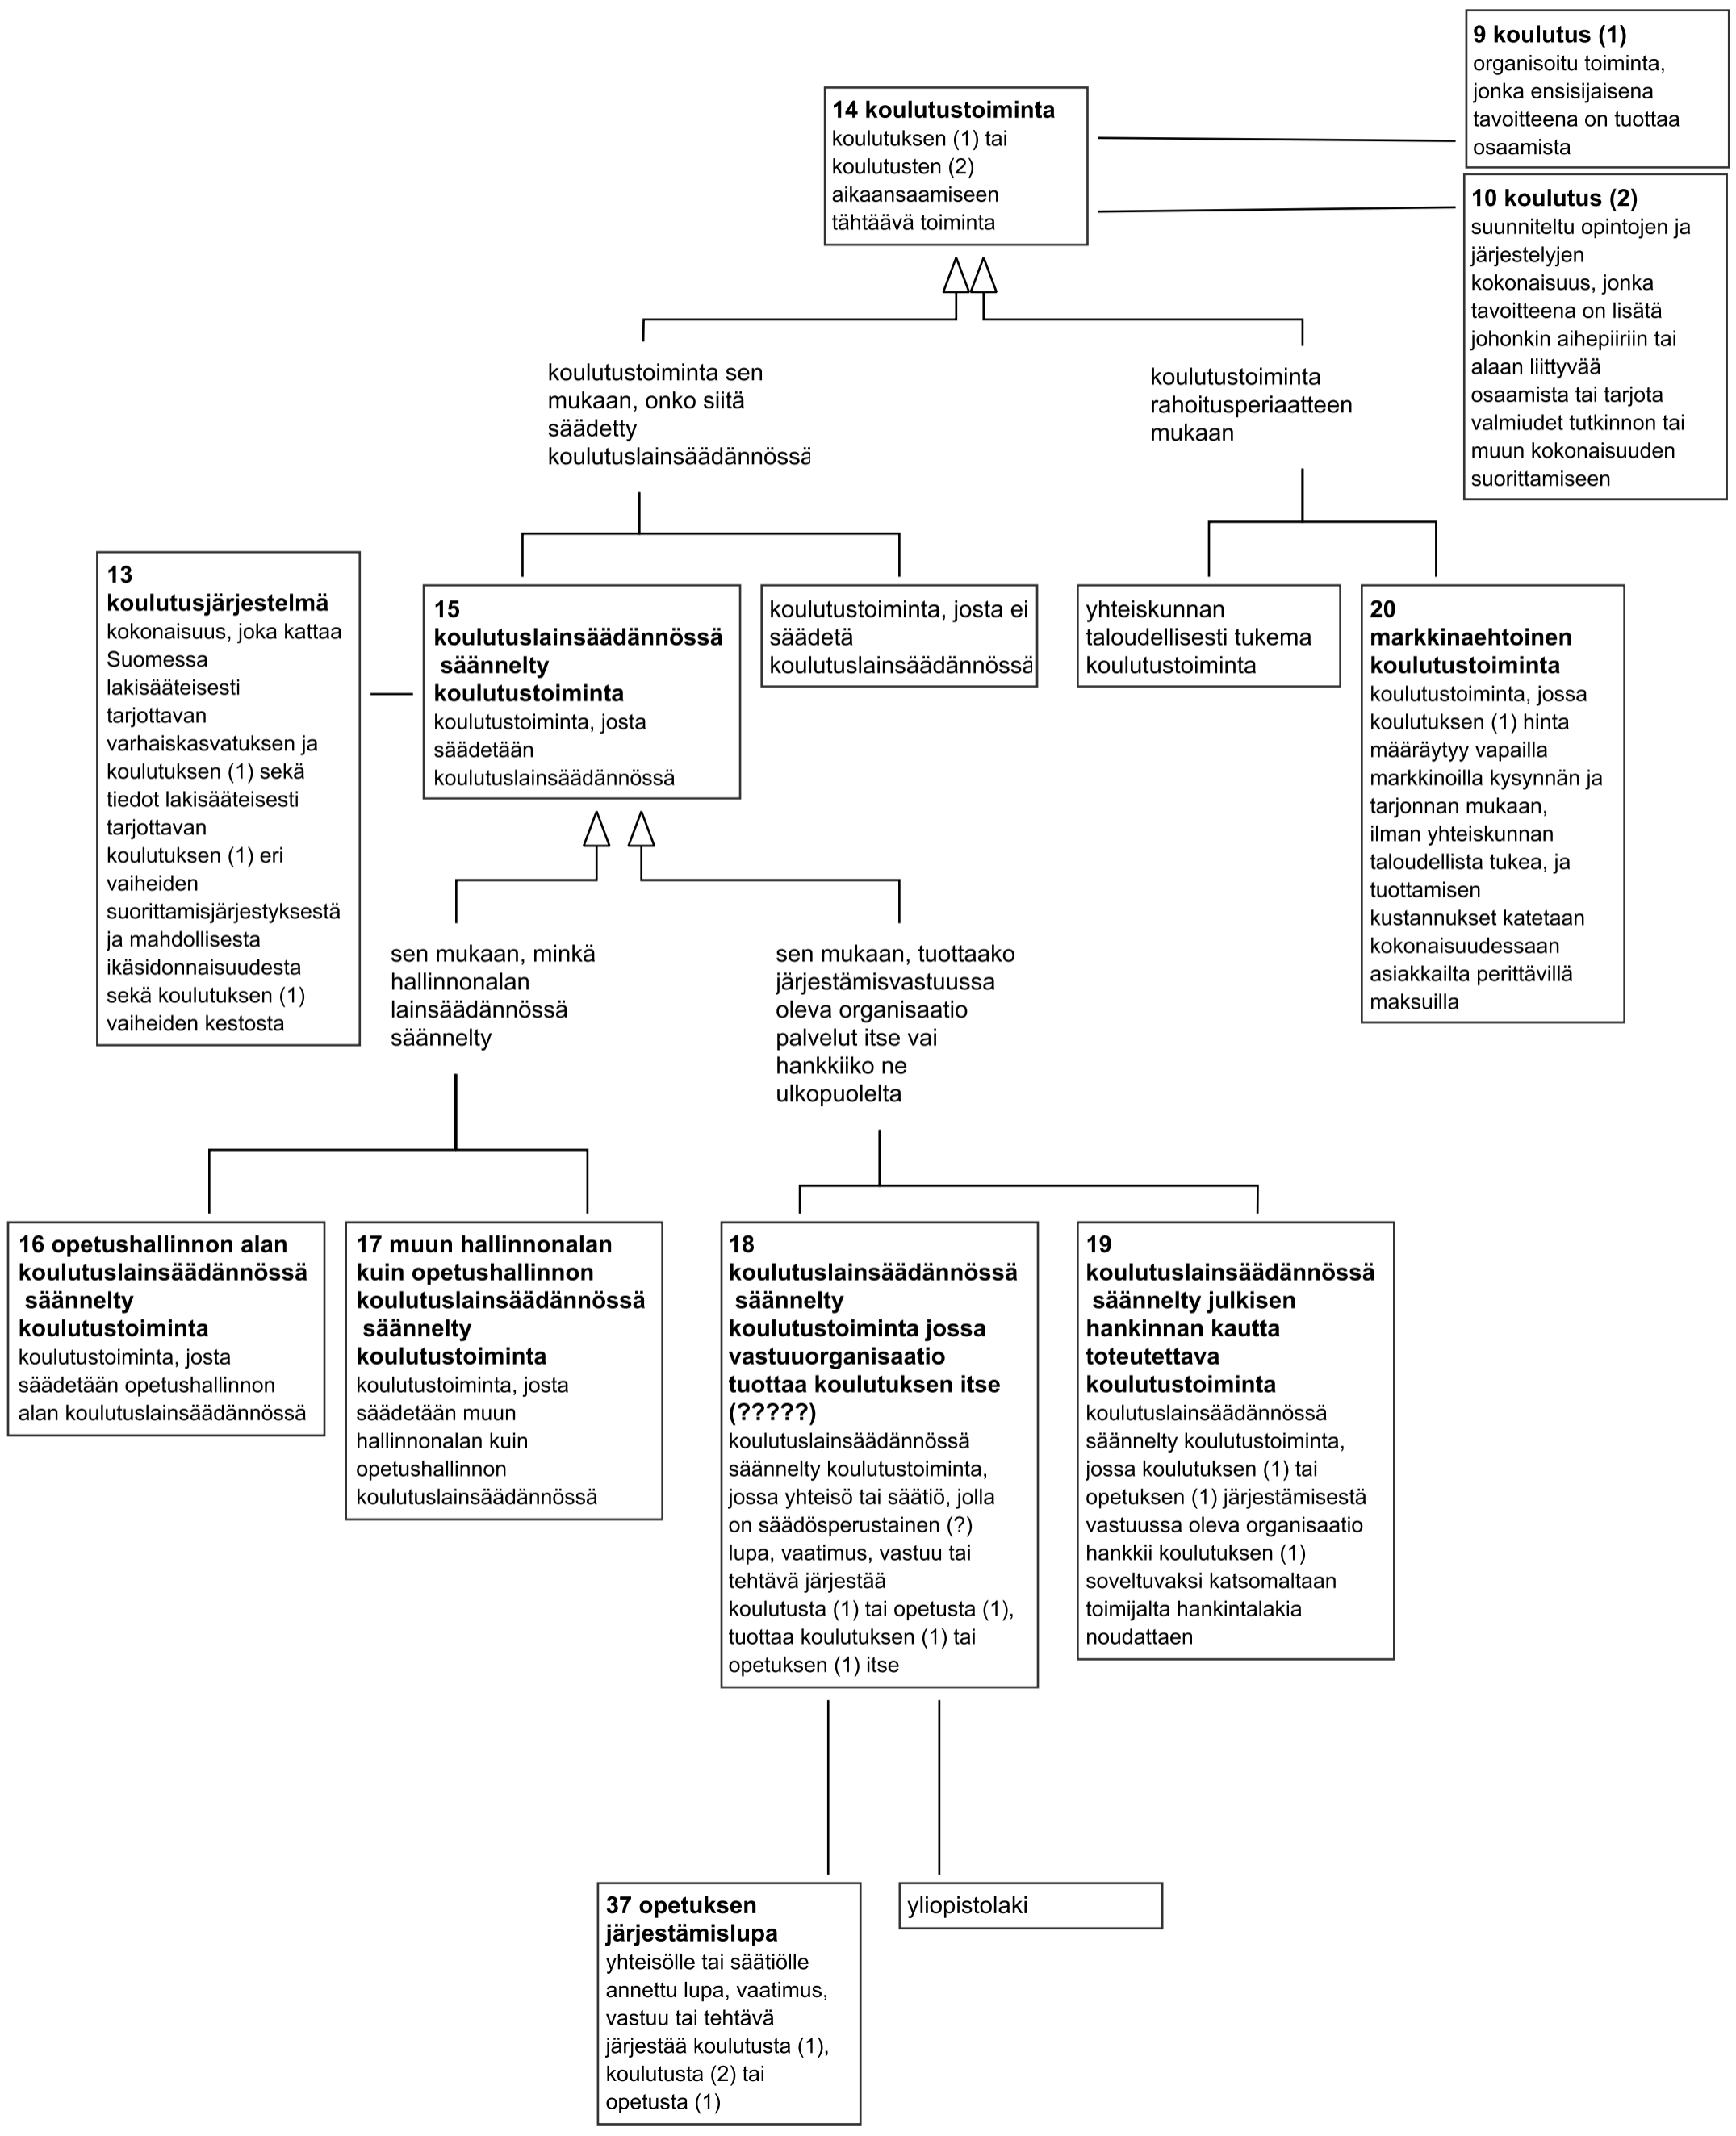 9 koulutus (1)
organisoitu toiminta,
jonka ensisijaisena
tavoitteena on tuottaa
osaamista
14 koulutustoiminta
koulutuksen (1) tai
koulutusten (2)
aikaansaamiseen
tähtäävä toiminta
10 koulutus (2)
suunniteltu opintojen ja
järjestelyjen
kokonaisuus, jonka
tavoitteena on lisätä
johonkin aihepiiriin tai
alaan liittyvää
osaamista tai tarjota
valmiudet tutkinnon tai
muun kokonaisuuden
suorittamiseen
koulutustoiminta sen
mukaan, onko siitä
säädetty
koulutuslainsäädännössä
koulutustoiminta
rahoitusperiaatteen
mukaan
13
koulutusjärjestelmä
kokonaisuus, joka kattaa
Suomessa
lakisääteisesti
tarjottavan
varhaiskasvatuksen ja
koulutuksen (1) sekä
tiedot lakisääteisesti
tarjottavan
koulutuksen (1) eri
vaiheiden
suorittamisjärjestyksestä
ja mahdollisesta
ikäsidonnaisuudesta
sekä koulutuksen (1)
vaiheiden kestosta
15
koulutuslainsäädännössä
säännelty
koulutustoiminta
koulutustoiminta, josta
säädetään
koulutuslainsäädännössä
koulutustoiminta, josta ei
säädetä
koulutuslainsäädännössä
yhteiskunnan
taloudellisesti tukema
koulutustoiminta
20
markkinaehtoinen
koulutustoiminta
koulutustoiminta, jossa
koulutuksen (1) hinta
määräytyy vapailla
markkinoilla kysynnän ja
tarjonnan mukaan,
ilman yhteiskunnan
taloudellista tukea, ja
tuottamisen
kustannukset katetaan
kokonaisuudessaan
asiakkailta perittävillä
maksuilla
sen mukaan, minkä
hallinnonalan
lainsäädännössä
säännelty
sen mukaan, tuottaako
järjestämisvastuussa
oleva organisaatio
palvelut itse vai
hankkiiko ne
ulkopuolelta
16 opetushallinnon alan
koulutuslainsäädännössä
säännelty
koulutustoiminta
koulutustoiminta, josta
säädetään opetushallinnon
alan koulutuslainsäädännössä
17 muun hallinnonalan
kuin opetushallinnon
koulutuslainsäädännössä
säännelty
koulutustoiminta
koulutustoiminta, josta
säädetään muun
hallinnonalan kuin
opetushallinnon
koulutuslainsäädännössä
18
koulutuslainsäädännössä
säännelty
koulutustoiminta jossa
vastuuorganisaatio
tuottaa koulutuksen itse
(?????)
koulutuslainsäädännössä
säännelty koulutustoiminta,
jossa yhteisö tai säätiö, jolla
on säädösperustainen (?)
lupa, vaatimus, vastuu tai
tehtävä järjestää
koulutusta (1) tai opetusta (1),
tuottaa koulutuksen (1) tai
opetuksen (1) itse
19
koulutuslainsäädännössä
säännelty julkisen
hankinnan kautta
toteutettava
koulutustoiminta
koulutuslainsäädännössä
säännelty koulutustoiminta,
jossa koulutuksen (1) tai
opetuksen (1) järjestämisestä
vastuussa oleva organisaatio
hankkii koulutuksen (1)
soveltuvaksi katsomaltaan
toimijalta hankintalakia
noudattaen
37 opetuksen
järjestämislupa
yhteisölle tai säätiölle
annettu lupa, vaatimus,
vastuu tai tehtävä
järjestää koulutusta (1),
koulutusta (2) tai
opetusta (1)
yliopistolaki